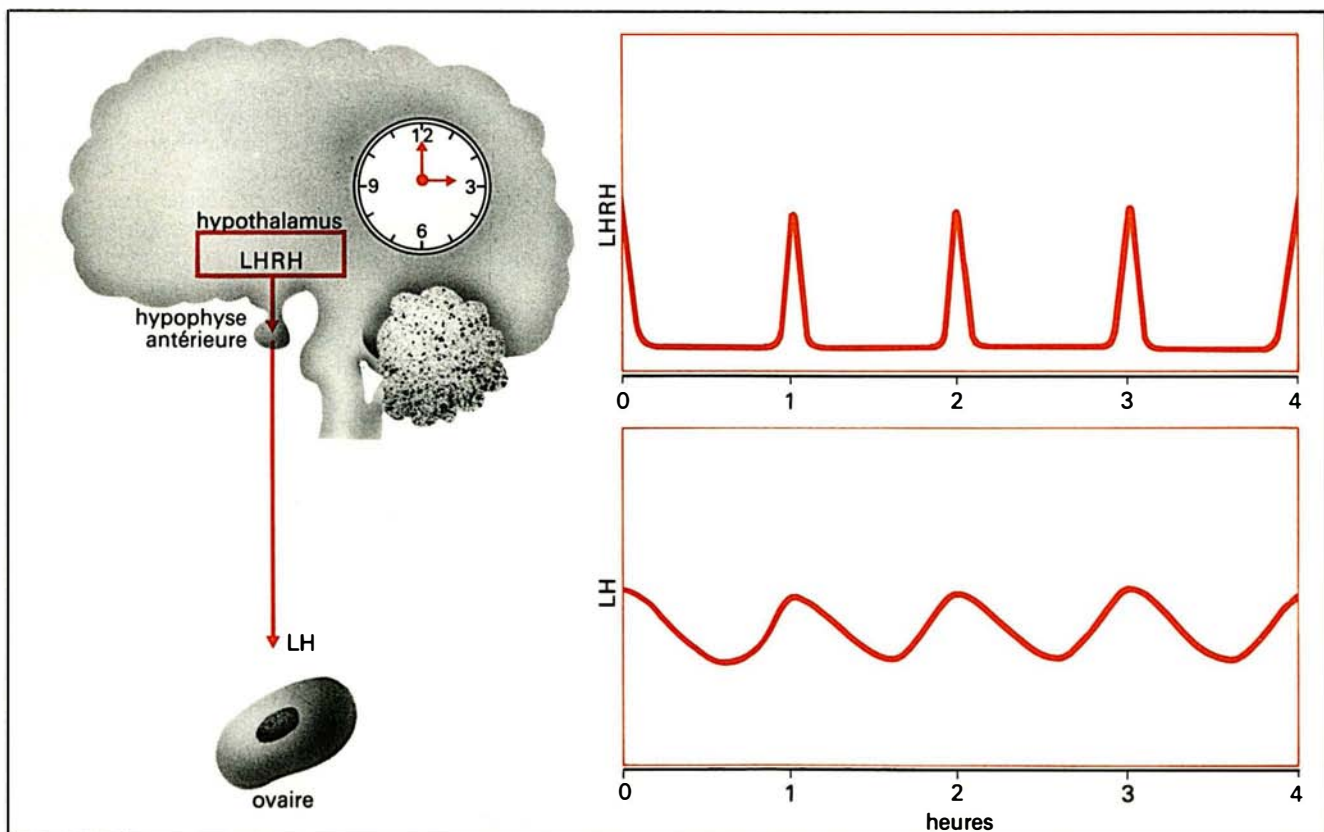 12
9
3
6
hypothalamus
LHRH
hypophyse
antérieure
LH
ovaire
LHRH
0 1 2 3 4
LH
0 1 2 3 4
heures